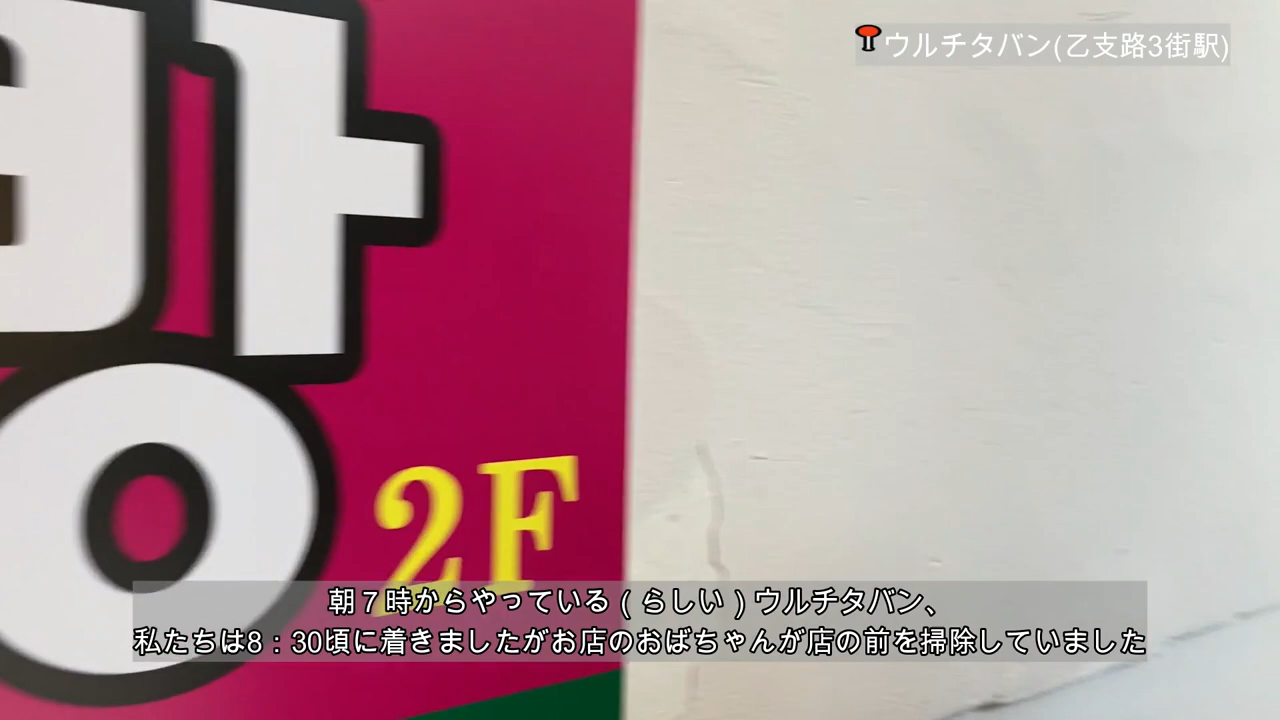 ウルチタバン(乙支路3街駅)
방
2F
朝７時からやっている（らしい）ウルチタバン、
私たちは8：30頃に着きましたがお店のおばちゃんが店の前を掃除していました